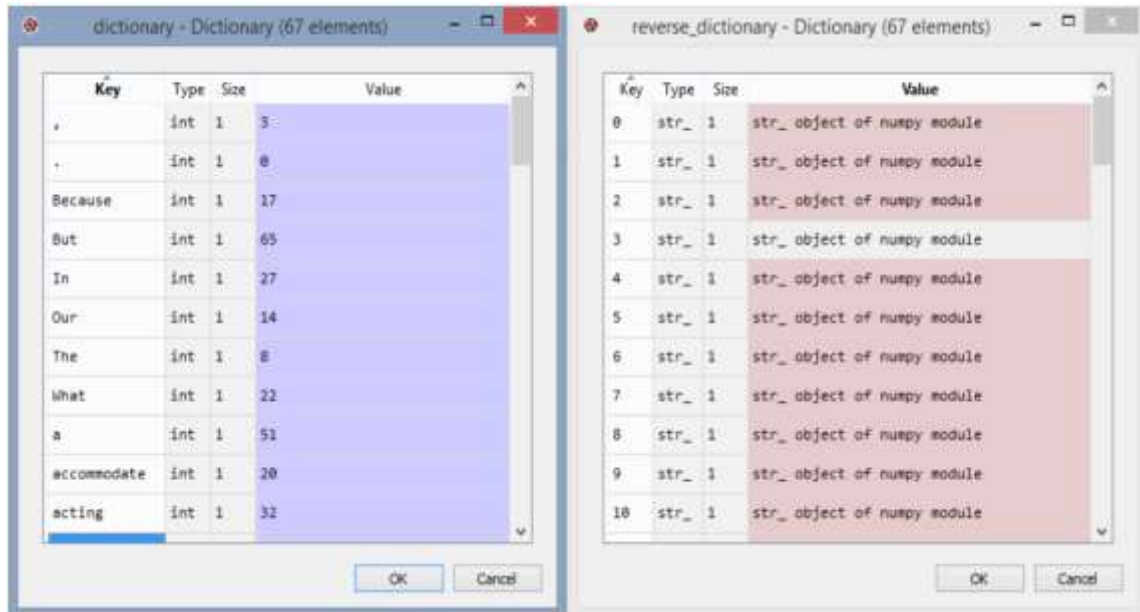 dictionary - Dictionary (67 elements)
Key Type Size Value
, int 1 3
. int 1 0
Because int 1 17
But int 1 65
In int 1 27
Our int 1 14
The int 1 8
What int 1 22
a int 1 51
accommodate int 1 20
acting int 1 32
OK Cancel
reverse_dictionary - Dictionary (67 elements)
Key Type Size Value
0 str_ 1 str_ object of numpy module
1 str_ 1 str_ object of numpy module
2 str_ 1 str_ object of numpy module
3 str_ 1 str_ object of numpy module
4 str_ 1 str_ object of numpy module
5 str_ 1 str_ object of numpy module
6 str_ 1 str_ object of numpy module
7 str_ 1 str_ object of numpy module
8 str_ 1 str_ object of numpy module
9 str_ 1 str_ object of numpy module
10 str_ 1 str_ object of numpy module
OK Cancel